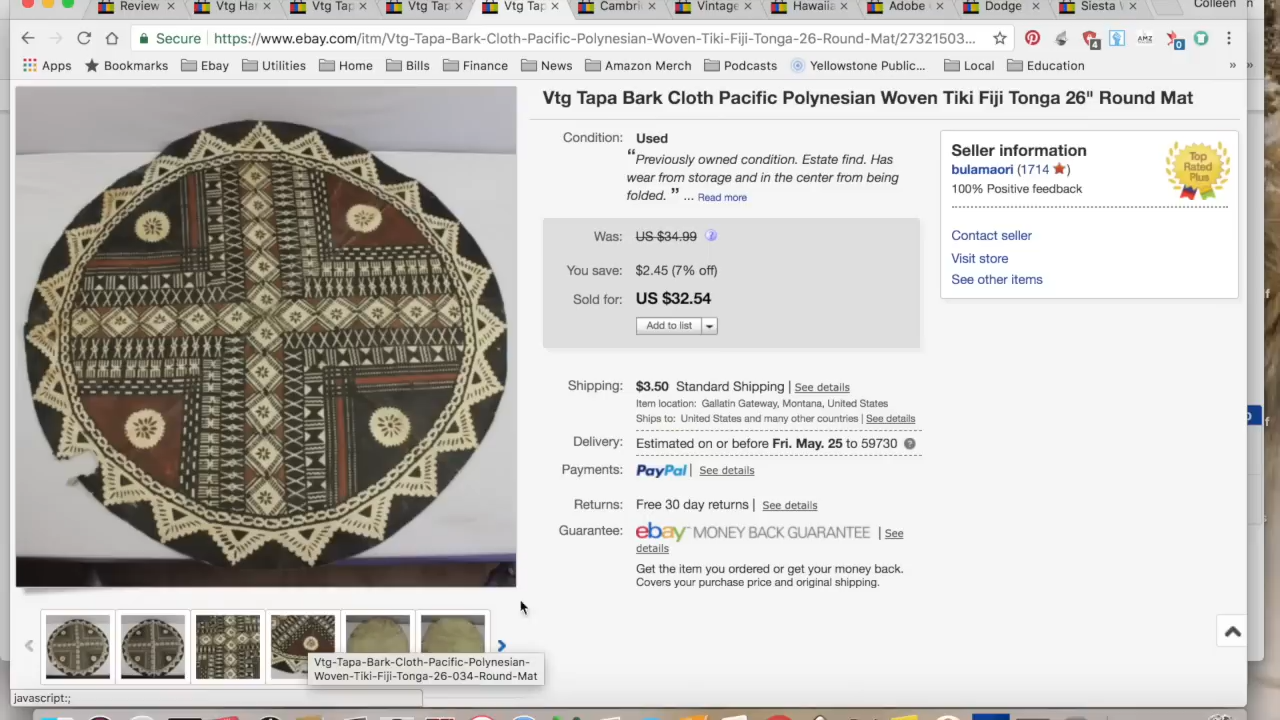 Review
Vtg Ha
Vtg Tap
Vtg Tap
Vtg Tap
Cambri
Vintage
Hawaii
Adobe
Dodge
Siesta
Colleen
Secure
https://www.ebay.com/itm/Vtg-Tapa-Bark-Cloth-Pacific-Polynesian-Woven-Tiki-Fiji-Tonga-26-Round-Mat/27321503...
4
AMZ
0
Apps
Bookmarks
Ebay
Utilities
Home
Bills
Finance
News
Amazon Merch
Podcasts
Yellowstone Public...
Local
Education
»
»
Vtg Tapa Bark Cloth Pacific Polynesian Woven Tiki Fiji Tonga 26" Round Mat
Condition: Used
“Previously owned condition. Estate find. Has
wear from storage and in the center from being
folded. ” ... Read more
Was: US $34.99
You save: $2.45 (7% off)
Sold for: US $32.54
Add to list
Shipping: $3.50 Standard Shipping | See details
Item location: Gallatin Gateway, Montana, United States
Ships to: United States and many other countries | See details
Delivery: Estimated on or before Fri. May. 25 to 59730
Payments: PayPal | See details
Returns: Free 30 day returns | See details
Guarantee: ebay MONEY BACK GUARANTEE | See
details
Get the item you ordered or get your money back.
Covers your purchase price and original shipping.
Seller information
bulamaori (1714)
100% Positive feedback
Top
Rated
Plus
Contact seller
Visit store
See other items
Vtg-Tapa-Bark-Cloth-Pacific-Polynesian-
Woven-Tiki-Fiji-Tonga-26-034-Round-Mat
javascript:;